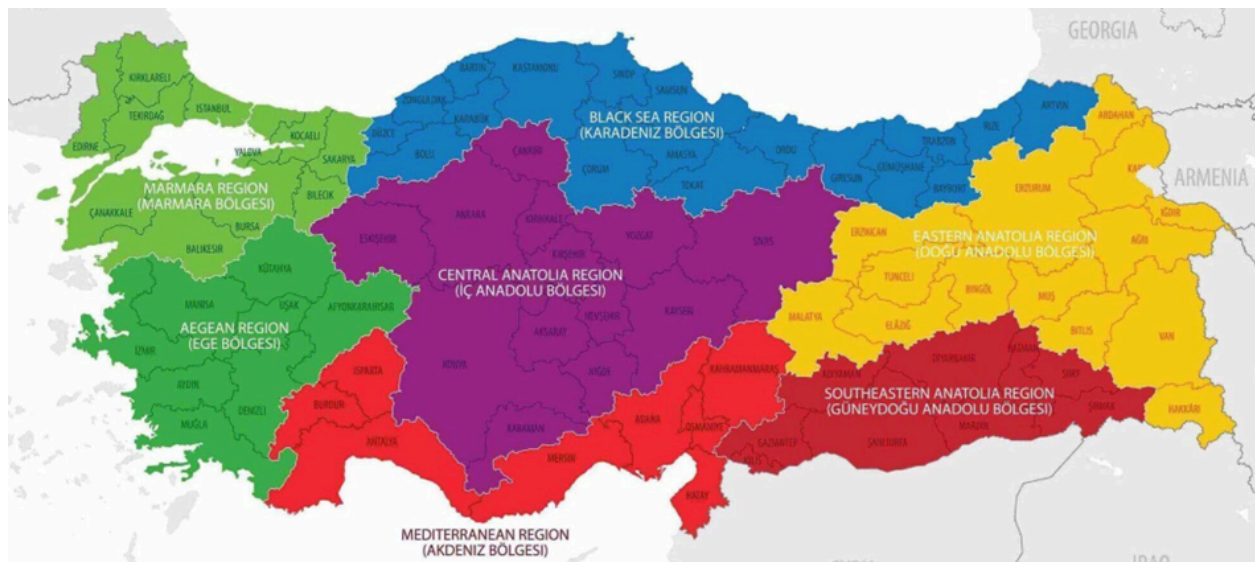 GEORGIA
ARMENIA
IRAQ
MARMARA REGION
(MARMARA BÖLGESI)
KIRKLARELİ
TEKİRDAĞ
İSTANBUL
EDİRNE
KOCAELİ
YALOVA
SAKARYA
BİLECİK
ÇANAKKALE
BURSA
BALIKESİR
BLACK SEA REGION
(KARADENIZ BÖLGESI)
BARTIN
KASTAMONU
SİNOP
SAMSUN
ZONGULDAK
KARABÜK
DÜZCE
BOLU
ÇORUM
AMASYA
TOKAT
ORDU
GİRESUN
GÜMÜŞHANE
TRABZON
RİZE
ARTVİN
BAYBURT
CENTRAL ANATOLIA REGION
(İÇ ANADOLU BÖLGESI)
ÇANKIRI
ANKARA
KIRIKKALE
ESKİŞEHİR
YOZGAT
SİVAS
KIRŞEHİR
NEVŞEHİR
KAYSERİ
AKSARAY
KONYA
NİĞDE
KARAMAN
EASTERN ANATOLIA REGION
(DOĞU ANADOLU BÖLGESI)
ARDAHAN
KAR
IĞDIR
ERZURUM
ERZİNCAN
AĞRI
TUNCELİ
BİNGÖL
MUŞ
MALATYA
ELÂZIĞ
BİTLİS
VAN
HAKKÂRİ
AEGEAN REGION
(EGE BÖLGESI)
KÜTAHYA
MANİSA
UŞAK
AFYONKARAHİSAR
İZMİR
AYDIN
DENİZLİ
MUĞLA
MEDITERRANEAN REGION
(AKDENIZ BÖLGESI)
ISPARTA
BURDUR
ANTALYA
MERSİN
ADANA
OSMANİYE
KAHRAMANMARAŞ
HATAY
SOUTHEASTERN ANATOLIA REGION
(GÜNEYDOĞU ANADOLU BÖLGESI)
ADIYAMAN
DİYARBAKIR
BATMAN
SİİRT
ŞIRNAK
MARDİN
ŞANLIURFA
GAZİANTEP
KİLİS